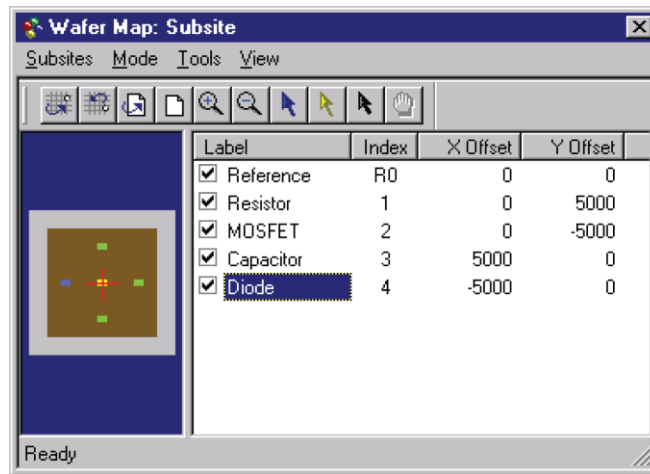 Wafer Map: Subsite
Subsites Mode Tools View
Label Index X Offset Y Offset
Reference R0 0 0
Resistor 1 0 5000
MOSFET 2 0 -5000
Capacitor 3 5000 0
Diode 4 -5000 0
Ready